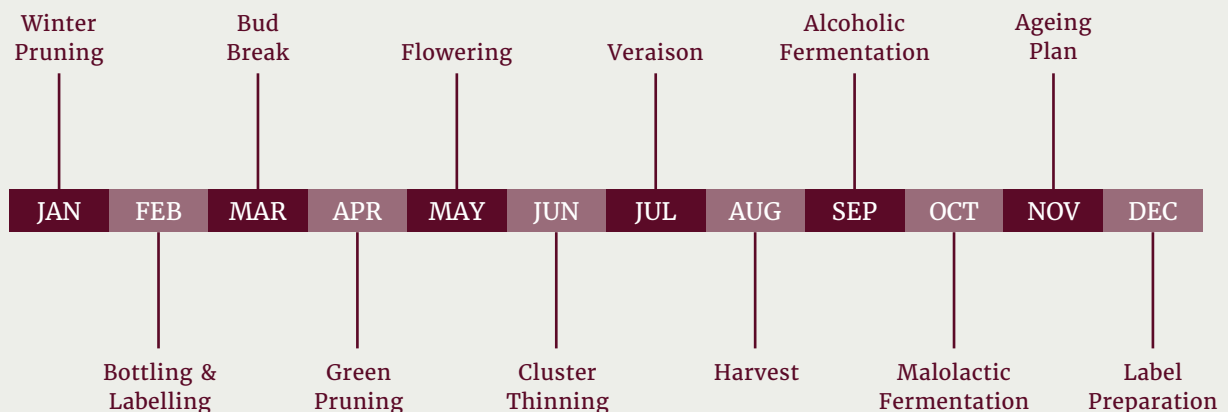 Winter
Pruning
Bud
Break
Flowering
Veraison
Alcoholic
Fermentation
Ageing
Plan
JAN FEB MAR APR MAY JUN JUL AUG SEP OCT NOV DEC
Bottling &
Labelling
Green
Pruning
Cluster
Thinning
Harvest
Malolactic
Fermentation
Label
Preparation